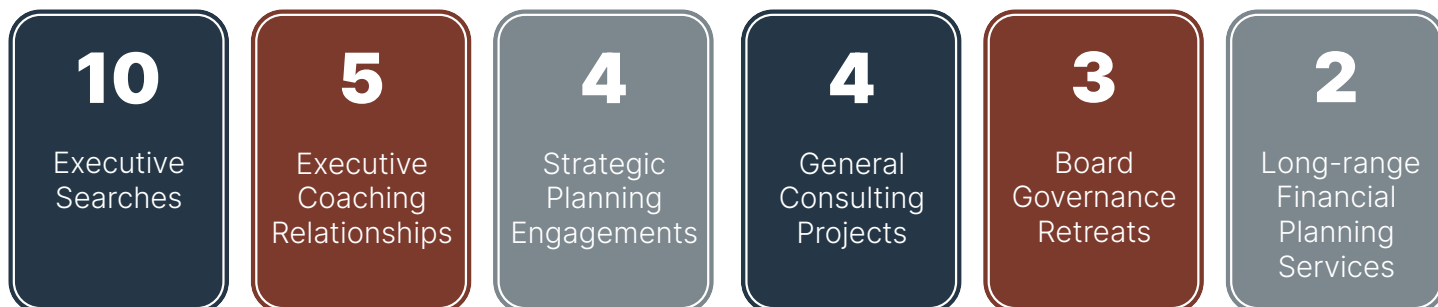 10
Executive
Searches
5
Executive
Coaching
Relationships
4
Strategic
Planning
Engagements
4
General
Consulting
Projects
3
Board
Governance
Retreats
2
Long-range
Financial
Planning
Services